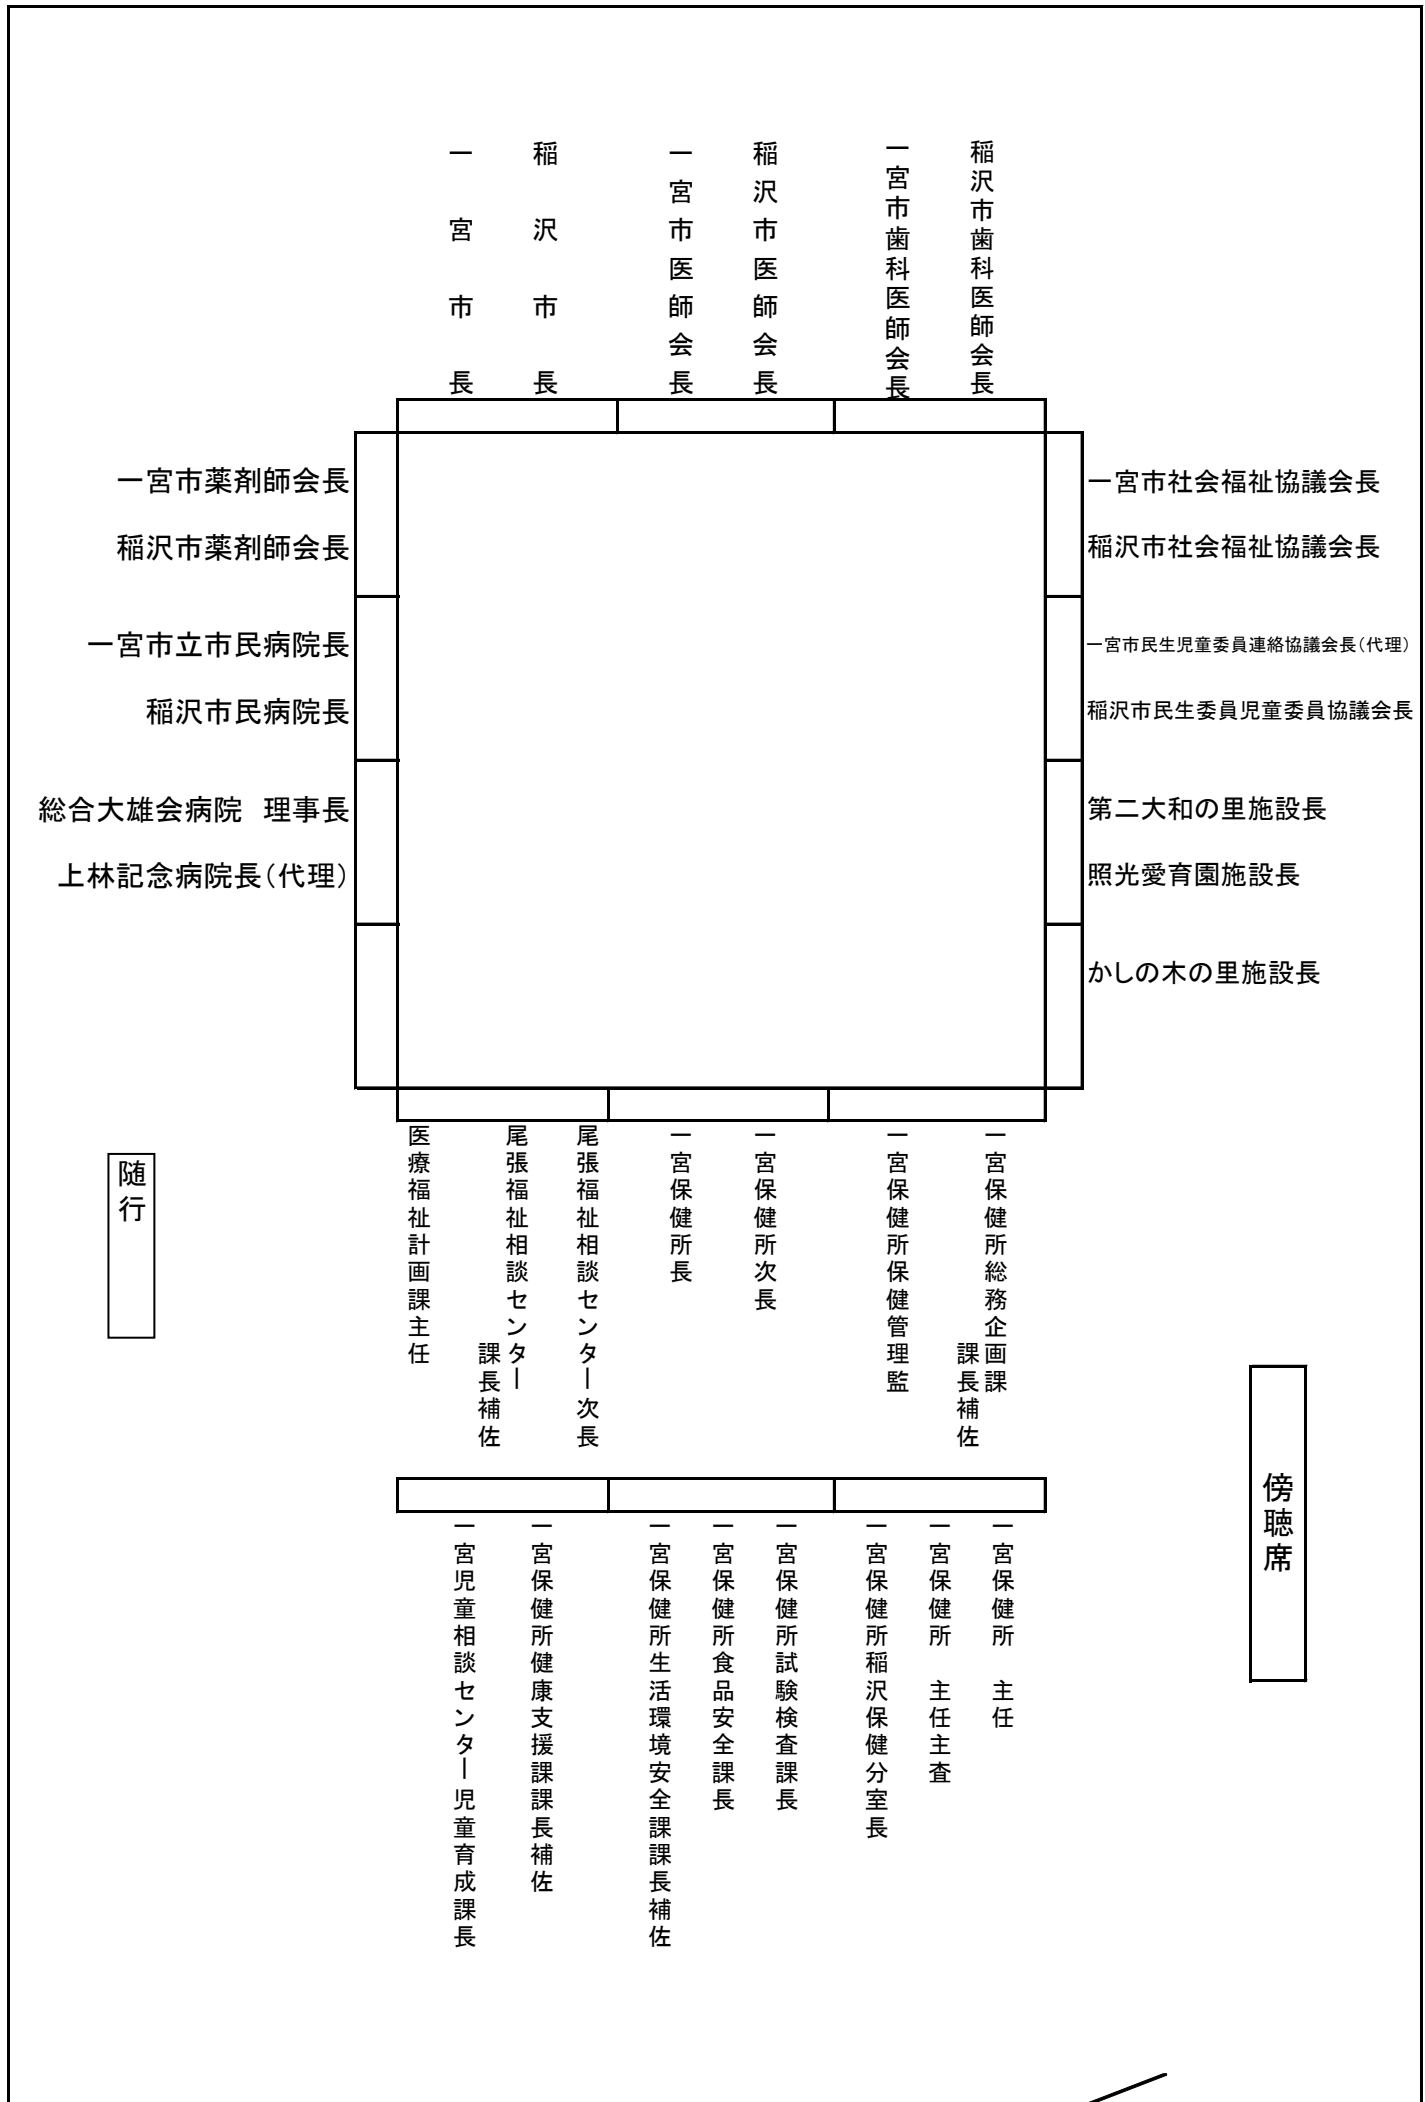 一宮市長
稲沢市長
一宮市医師会長
稲沢市医師会長
一宮市歯科医師会長
稲沢市歯科医師会長
一宮市薬剤師会長
稲沢市薬剤師会長
一宮市立市民病院長
稲沢市民病院長
総合大雄会病院　理事長
上林記念病院長（代理）
一宮市社会福祉協議会長
稲沢市社会福祉協議会長
一宮市民生児童委員連絡協議会長（代理）
稲沢市民生委員児童委員協議会長
第二大和の里施設長
照光愛育園施設長
かしの木の里施設長
随行
医療福祉計画課主任
尾張福祉相談センター
課長補佐
尾張福祉相談センター次長
一宮保健所長
一宮保健所次長
一宮保健所保健管理監
一宮保健所総務企画課
課長補佐
傍聴席
一宮児童相談センター児童育成課長
一宮保健所健康支援課課長補佐
一宮保健所生活環境安全課課長補佐
一宮保健所食品安全課長
一宮保健所試験検査課長
一宮保健所稲沢保健分室長
一宮保健所　主任主査
一宮保健所　主任